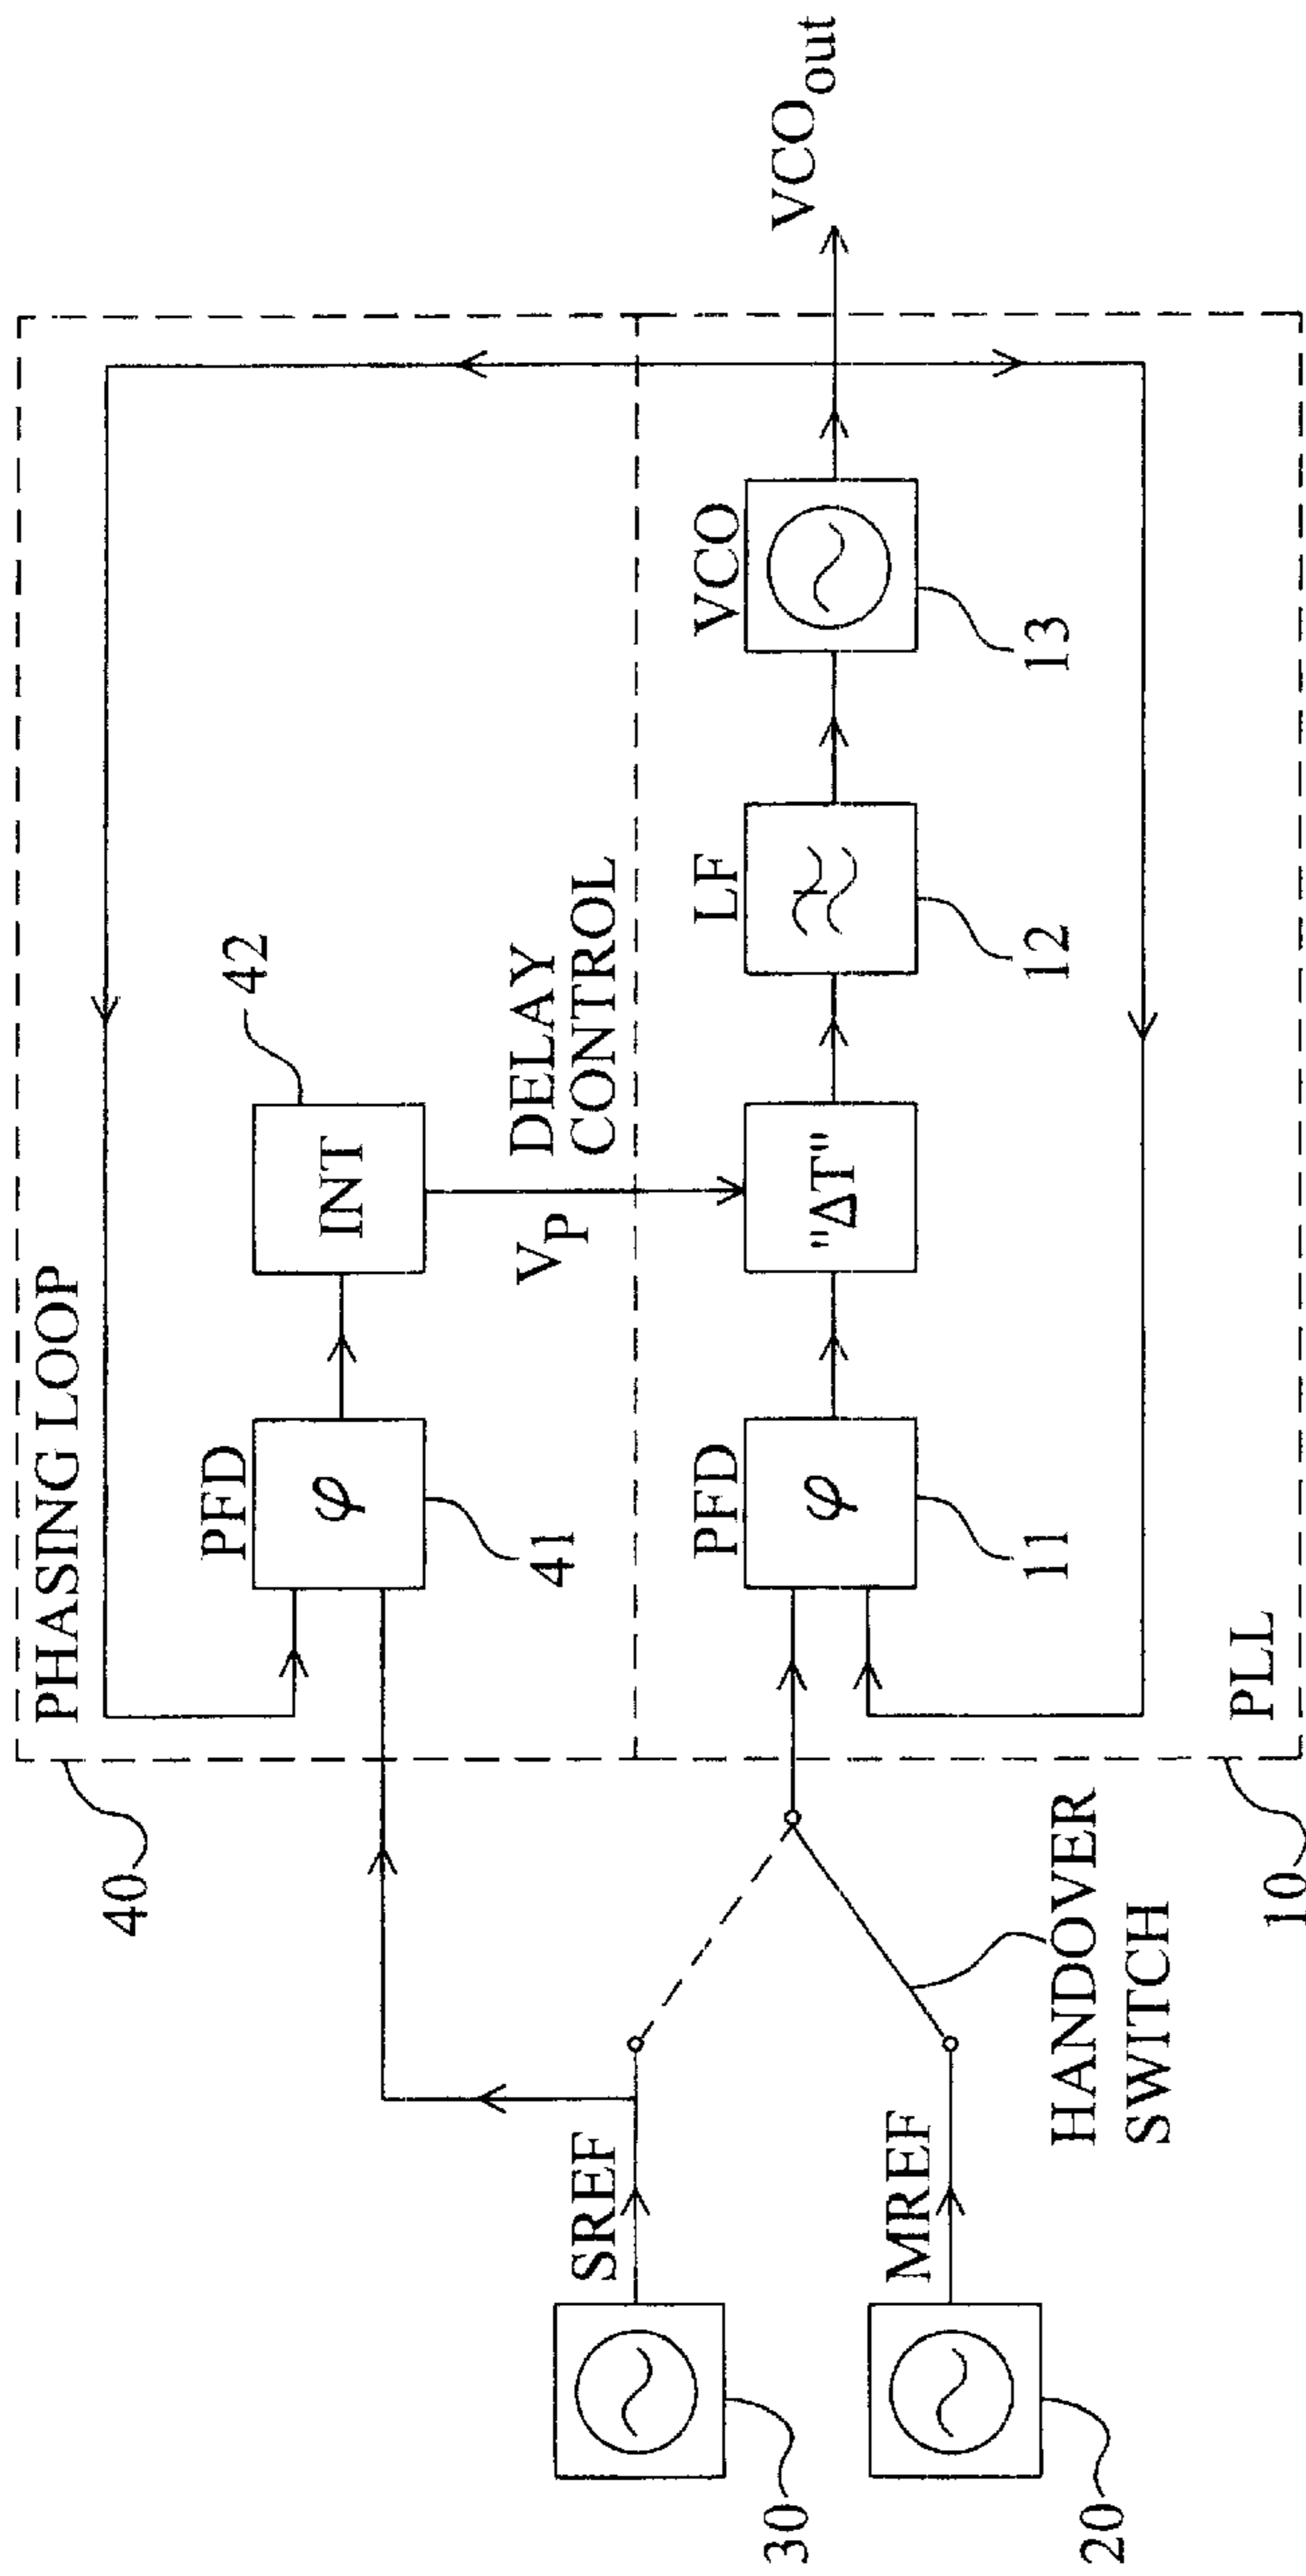 PHASING LOOP
40
PFD
φ
41
INT
42
V_P
DELAY
CONTROL
SREF
30
MREF
20
HANDOVER
SWITCH
PFD
φ
11
"ΔT"
LF
12
VCO
13
VCO_out
PLL
10